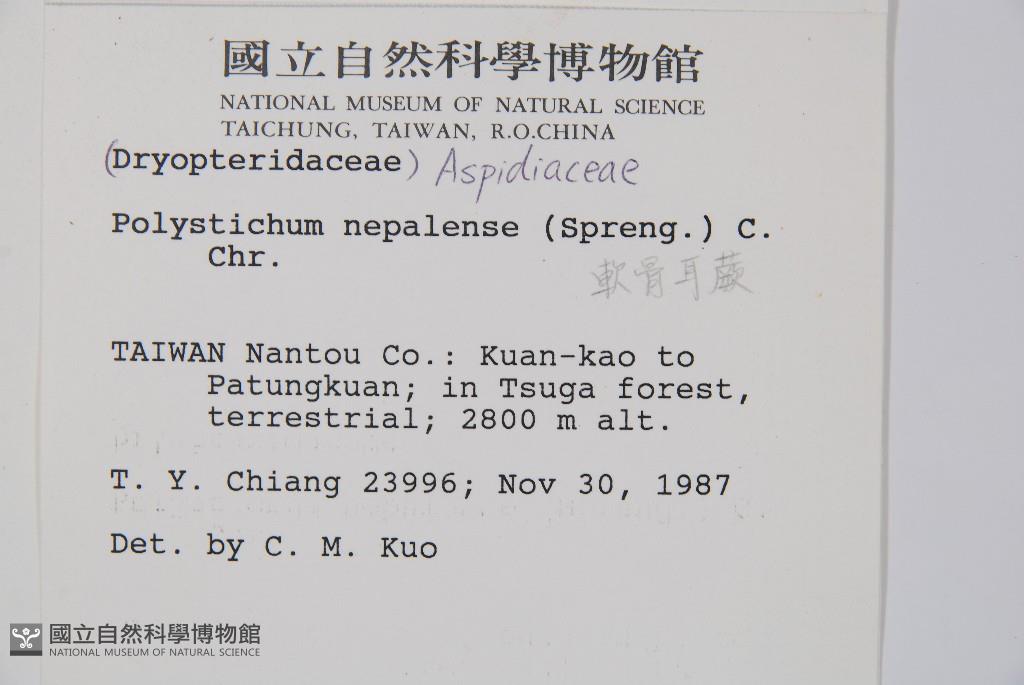 國立自然科學博物館
NATIONAL MUSEUM OF NATURAL SCIENCE
TAICHUNG, TAIWAN, R.O.CHINA
(Dryopteridaceae) Aspidiaceae
Polystichum nepalense (Spreng.) C.
Chr.
軟骨耳蕨
TAIWAN Nantou Co.: Kuan-kao to
Patungkuan; in Tsuga forest,
terrestrial; 2800 m alt.
T. Y. Chiang 23996; Nov 30, 1987
Det. by C. M. Kuo
國立自然科學博物館
NATIONAL MUSEUM OF NATURAL SCIENCE